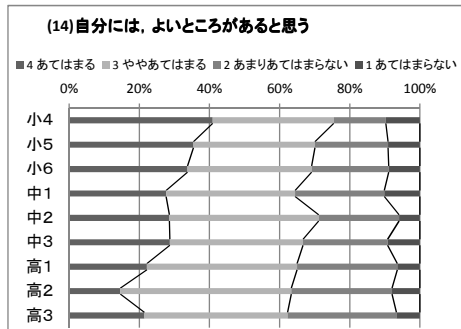 (14)自分には，よいところがあると思う
■4 あてはまる ■3 ややあてはまる ■2 あまりあてはまらない ■1 あてはまらない
0% 20% 40% 60% 80% 100%
小4
小5
小6
中1
中2
中3
高1
高2
高3